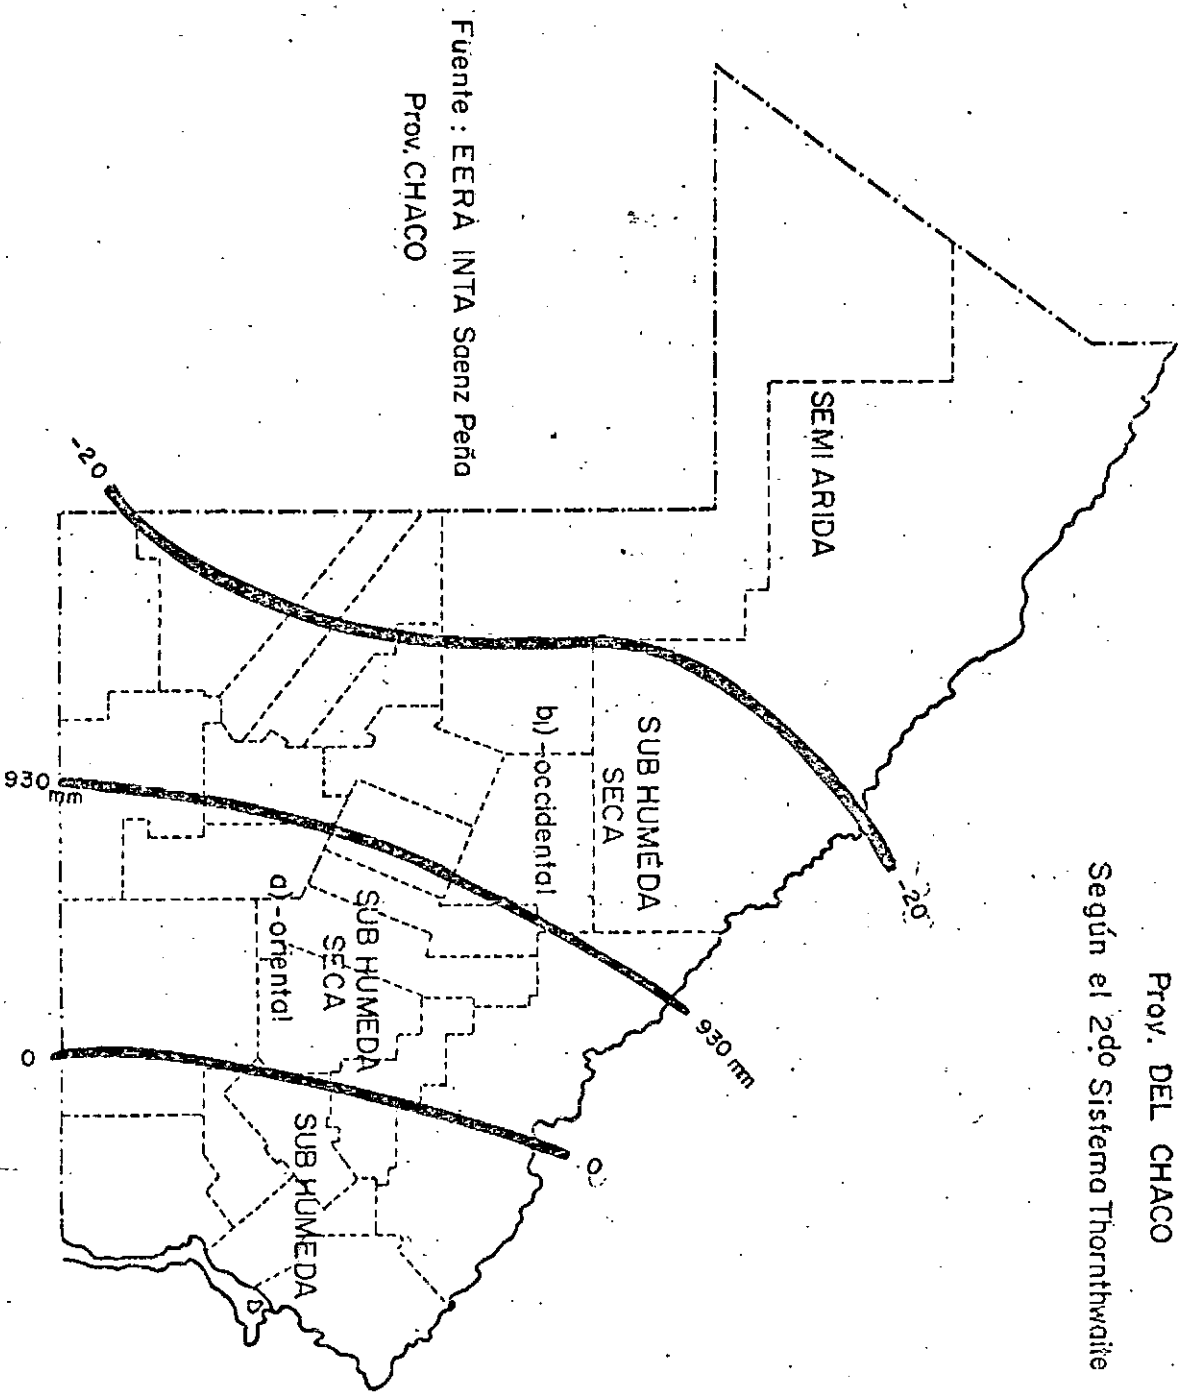 Prov. DEL CHACO
Según el 2do Sistema Thornthwaite
-20
930 mm
0
SEMI ARIDA
SUB HUMEDA
SECA
b)-occidental
SUB HUMEDA
SECA
a)-oriental
SUB HUMEDA
-20
930 mm
0
Fuente : EERA INTA Saenz Peña
Prov. CHACO